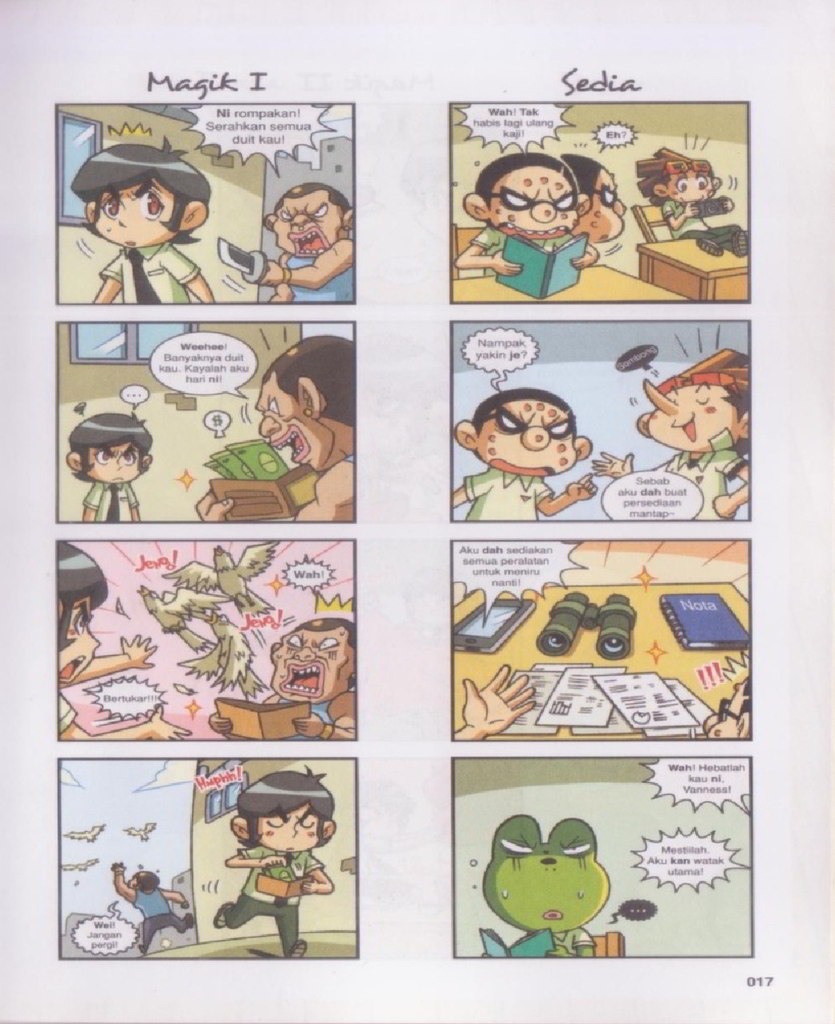 Magik I
Ni rompakan!
Serahkan semua
duit kau!
Weehee!
Banyaknya duit
kau. Kayalah aku
hari ni!
...
$
Jeng!
Wah!
Jeng!
Bertukar!!!
Huphh!
Wei!
Jangan
pergi!
Sedia
Wah! Tak
habis lagi ulang
kaji!
Eh?
Nampak
yakin je?
Sombong
Sebab
aku dah buat
persediaan
mantap~
Aku dah sediakan
semua peralatan
untuk meniru
nanti!
Nota
!!!
Wah! Hebatlah
kau ni,
Vanness!
Mestilah.
Aku kan watak
utama!
...
017